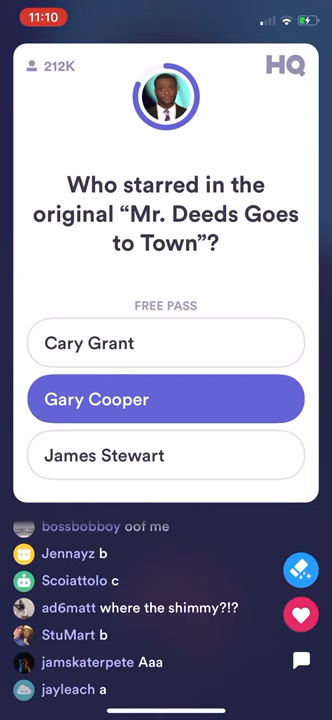 11:10
212K
HQ
Who starred in the
original “Mr. Deeds Goes
to Town”?
FREE PASS
Cary Grant
Gary Cooper
James Stewart
bossbobboy oof me
Jennayz b
Scoiattolo c
ad6matt where the shimmy?!?
StuMart b
jamskaterpete Aaa
jayleach a